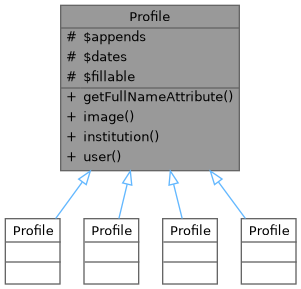 Profile
# $appends
# $dates
# $fillable
+ getFullNameAttribute()
+ image()
+ institution()
+ user()
Profile
Profile
Profile
Profile